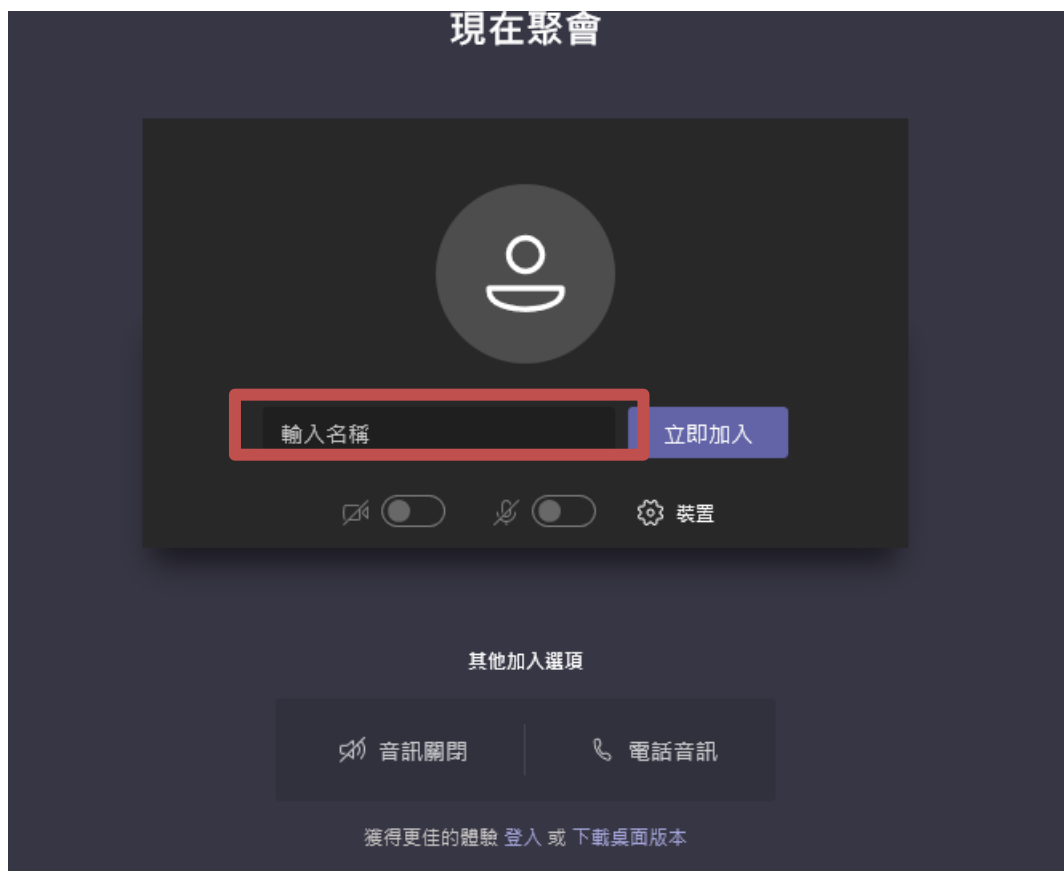 現在聚會
輸入名稱 立即加入
裝置
其他加入選項
音訊關閉 電話音訊
獲得更佳的體驗 登入 或 下載桌面版本